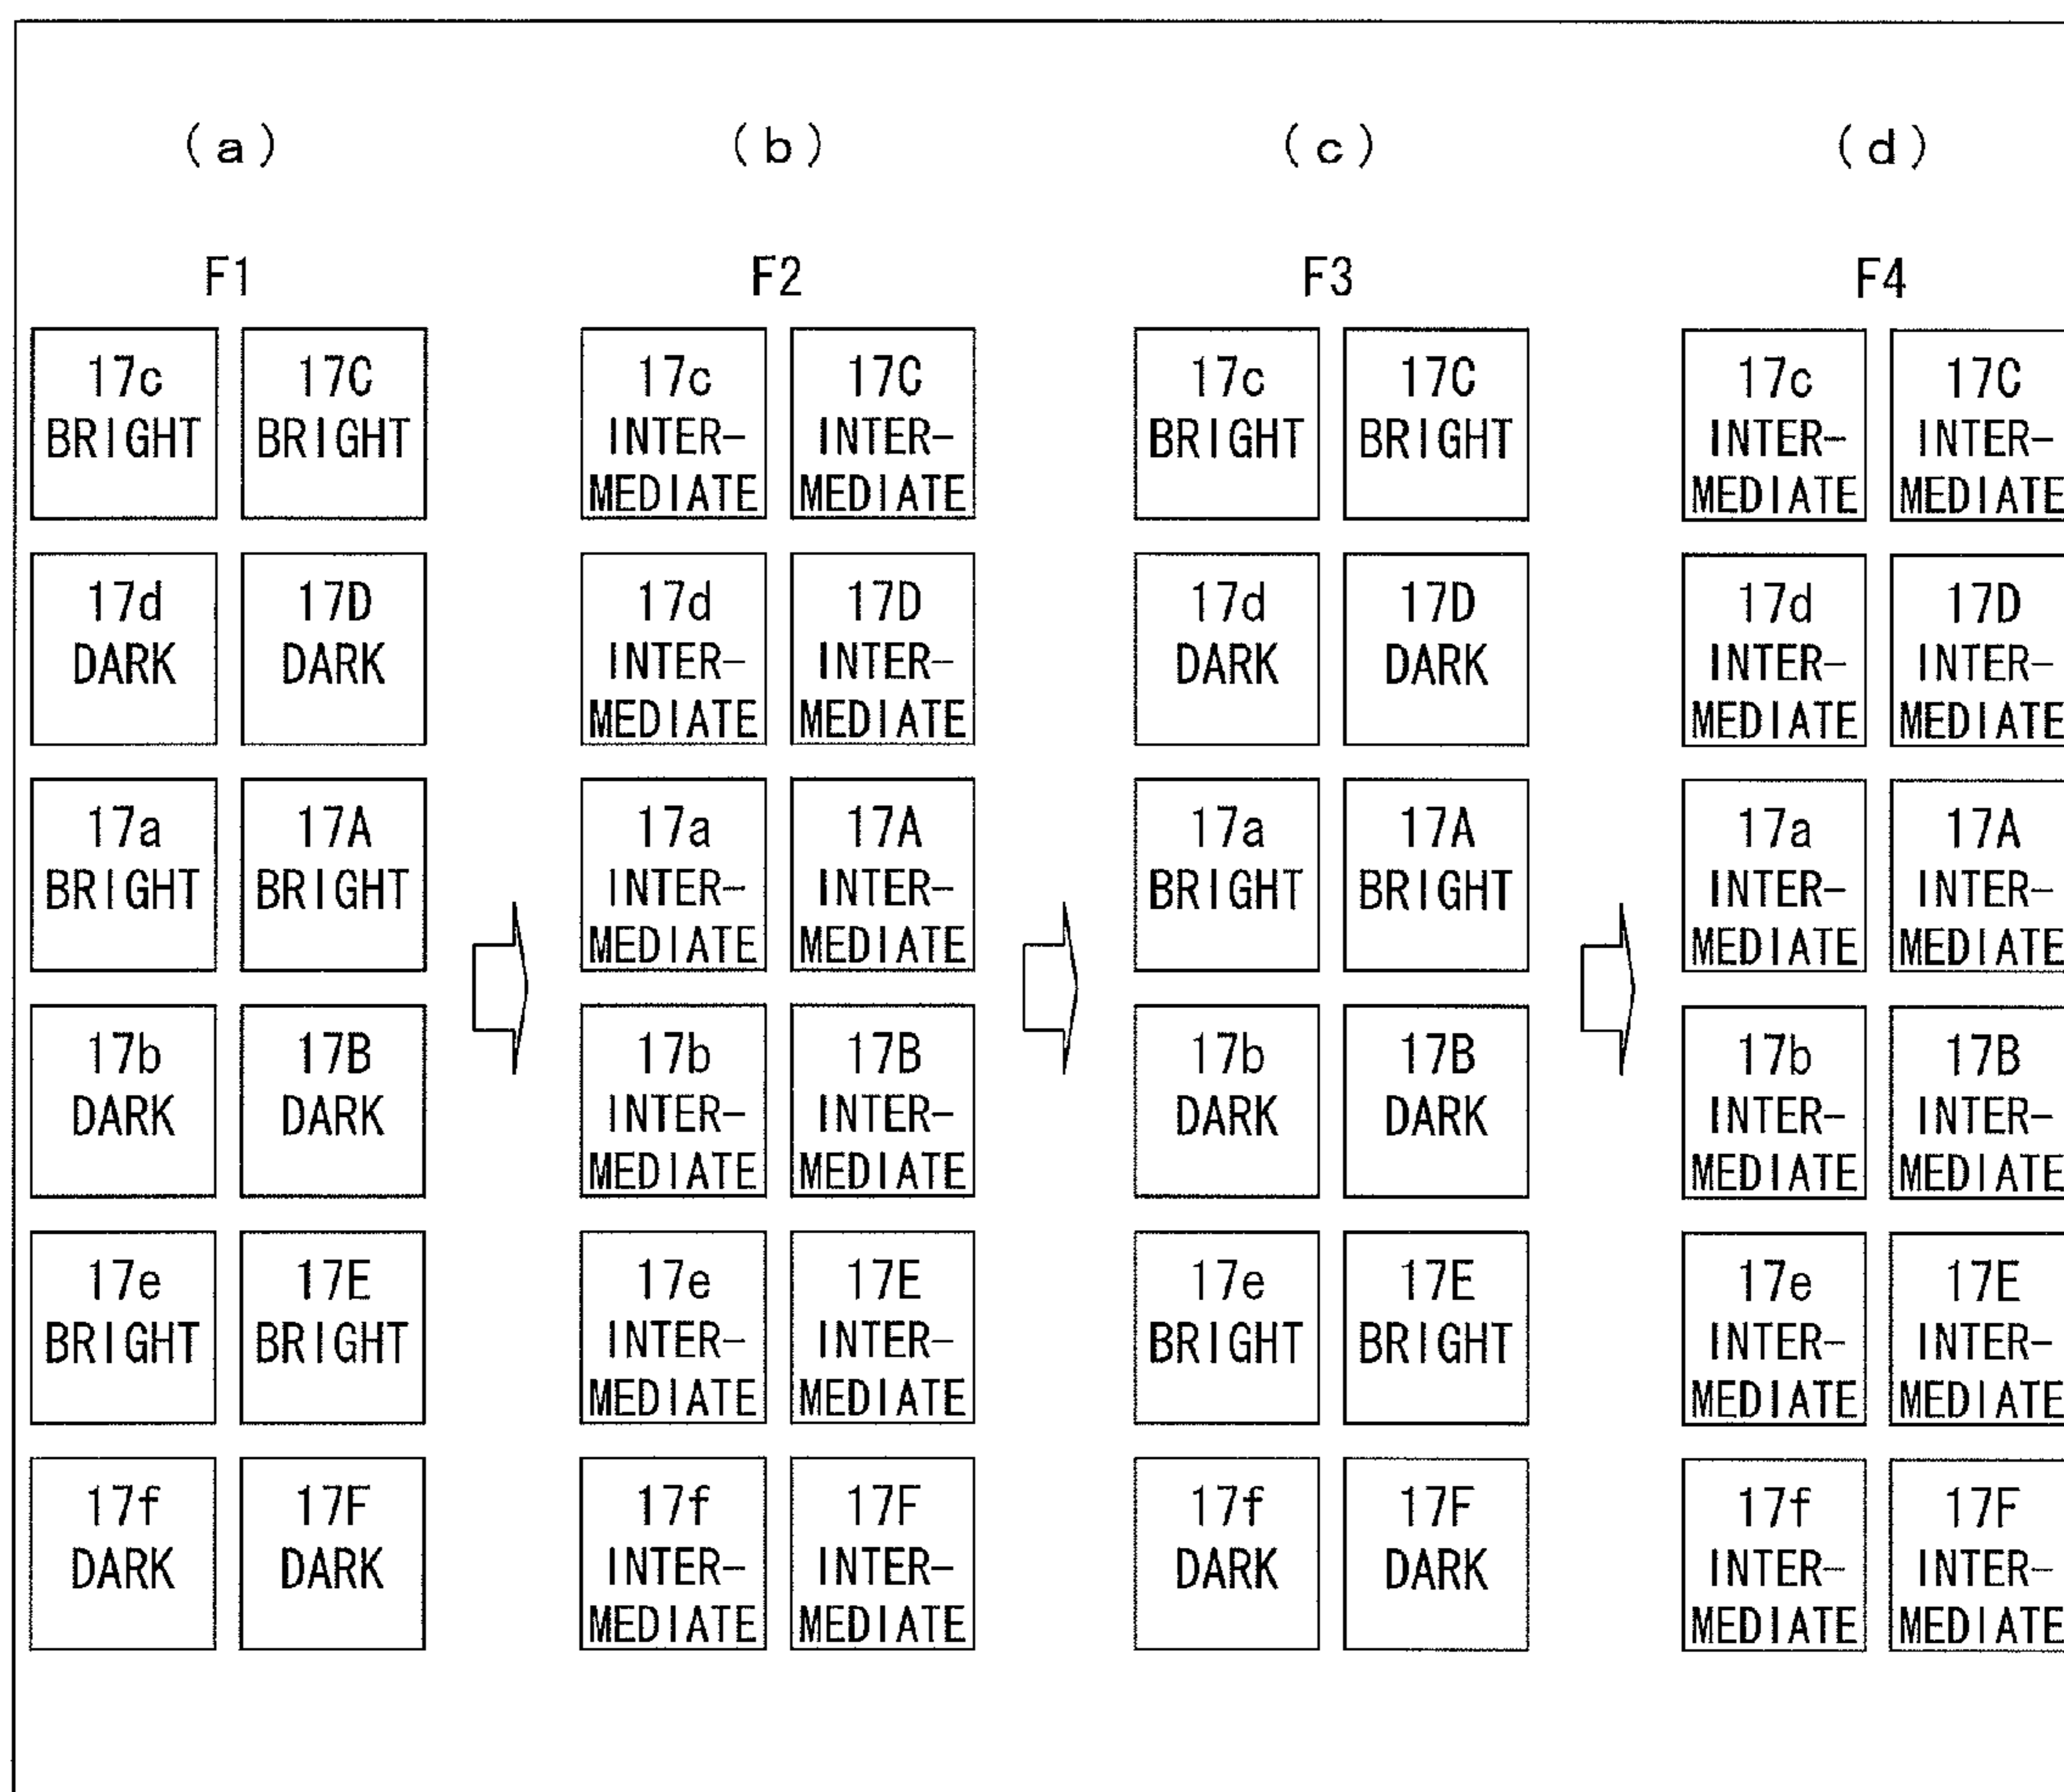 (a) (b) (c) (d)
F1 F2 F3 F4
17c 17C 17c 17C 17c 17C 17c 17C
BRIGHT BRIGHT INTER- INTER- BRIGHT BRIGHT INTER- INTER-
MEDIATE MEDIATE MEDIATE MEDIATE
17d 17D 17d 17D 17d 17D 17d 17D
DARK DARK INTER- INTER- DARK DARK INTER- INTER-
MEDIATE MEDIATE MEDIATE MEDIATE
17a 17A 17a 17A 17a 17A 17a 17A
BRIGHT BRIGHT INTER- INTER- BRIGHT BRIGHT INTER- INTER-
MEDIATE MEDIATE MEDIATE MEDIATE
17b 17B 17b 17B 17b 17B 17b 17B
DARK DARK INTER- INTER- DARK DARK INTER- INTER-
MEDIATE MEDIATE MEDIATE MEDIATE
17e 17E 17e 17E 17e 17E 17e 17E
BRIGHT BRIGHT INTER- INTER- BRIGHT BRIGHT INTER- INTER-
MEDIATE MEDIATE MEDIATE MEDIATE
17f 17F 17f 17F 17f 17F 17f 17F
DARK DARK INTER- INTER- DARK DARK INTER- INTER-
MEDIATE MEDIATE MEDIATE MEDIATE